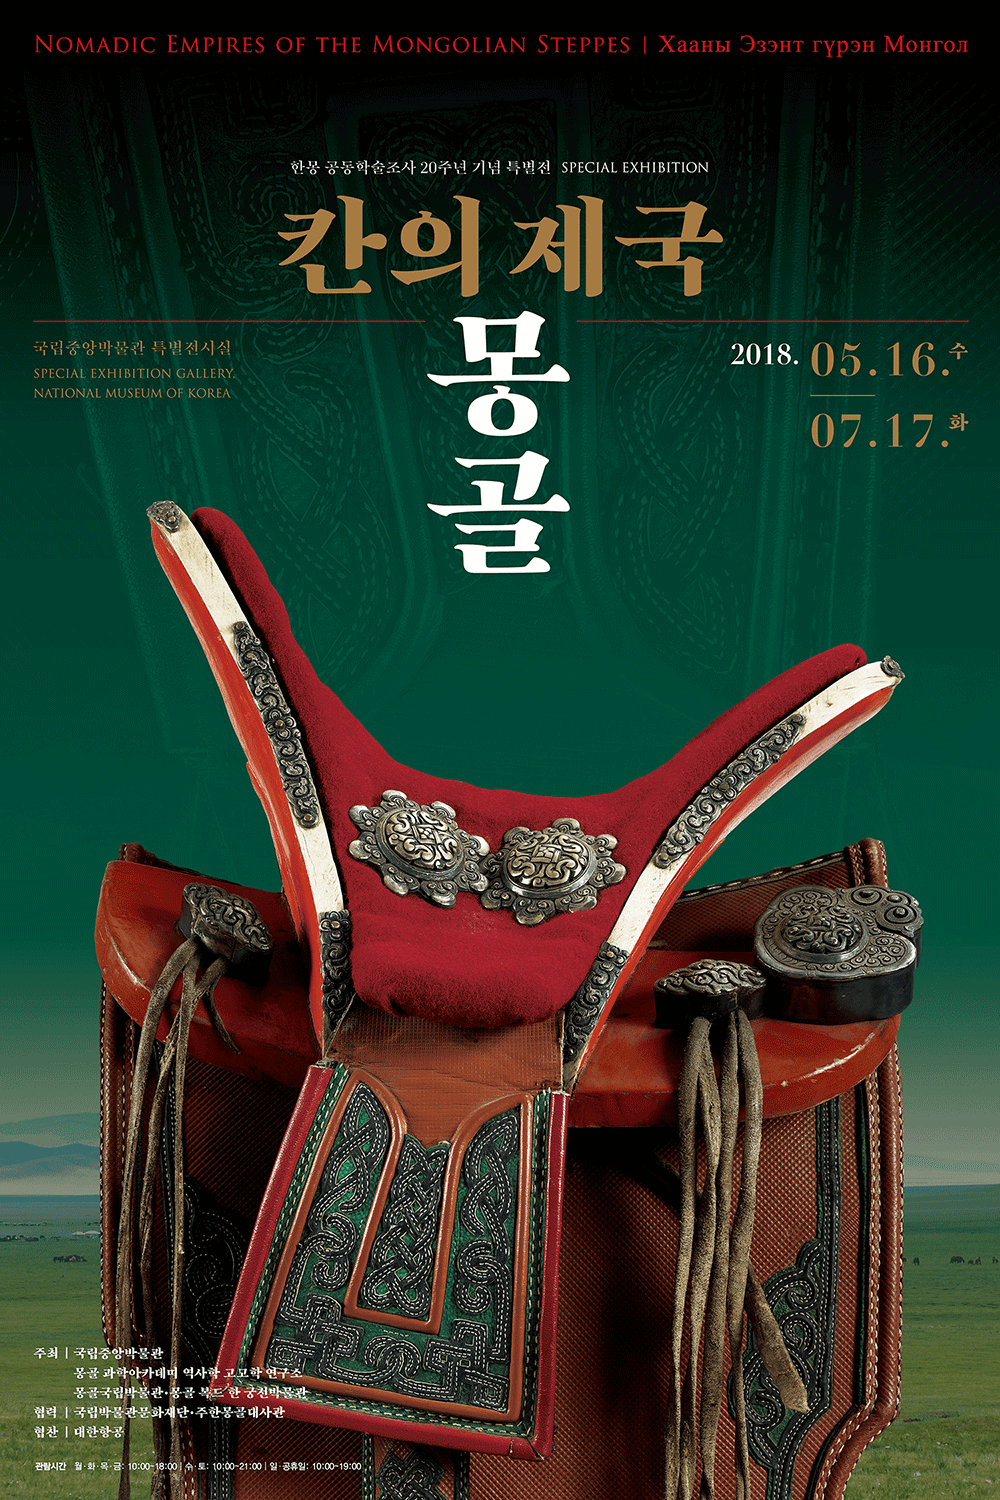 NOMADIC EMPIRES OF THE MONGOLIAN STEPPES | Хааны Эзэнт гүрэн Монгол
한몽 공동학술조사 20주년 기념 특별전 SPECIAL EXHIBITION
칸의 제국
몽골
국립중앙박물관 특별전시실
SPECIAL EXHIBITION GALLERY,
NATIONAL MUSEUM OF KOREA
2018. 05.16.수
07.17.화
주최 | 국립중앙박물관
몽골 과학아카데미 역사학 고고학 연구소
몽골국립박물관·몽골 복드 한 궁전박물관
협력 | 국립박물관문화재단·주한몽골대사관
협찬 | 대한항공
관람시간 월·화·목·금: 10:00~18:00 | 수·토: 10:00~21:00 | 일·공휴일: 10:00~19:00